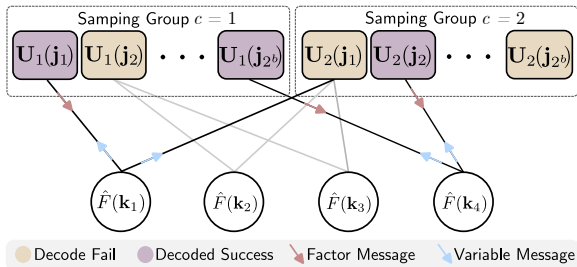 Samping Group c = 1
Samping Group c = 2
U₁(j₁) U₁(j₂) · · · U₁(j₂ᵇ) U₂(j₁) U₂(j₂) · · · U₂(j₂ᵇ)
F̂(k₁) F̂(k₂) F̂(k₃) F̂(k₄)
Decode Fail Decoded Success Factor Message Variable Message